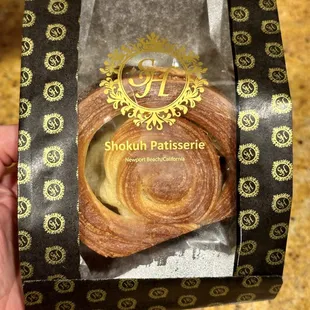 SH
Shokuh Patisserie
Newport Beach, California